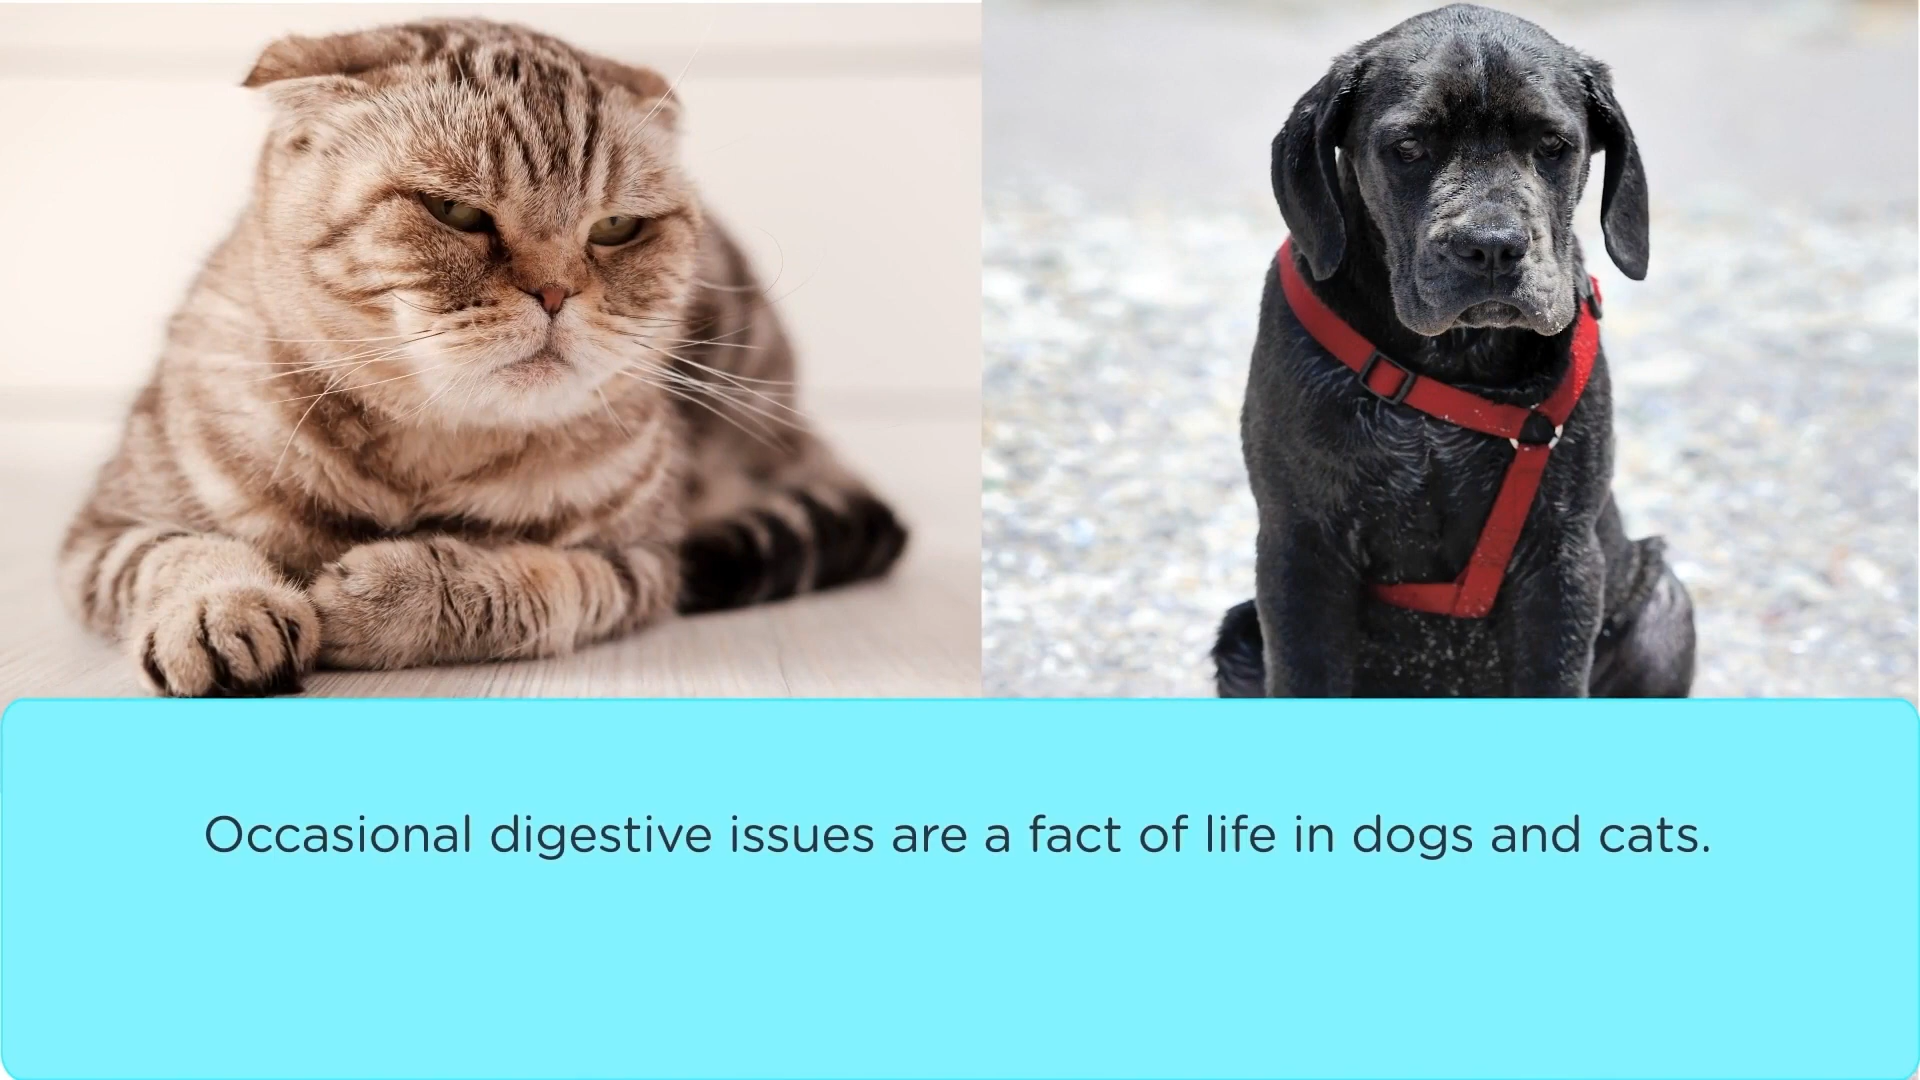 Occasional digestive issues are a fact of life in dogs and cats.